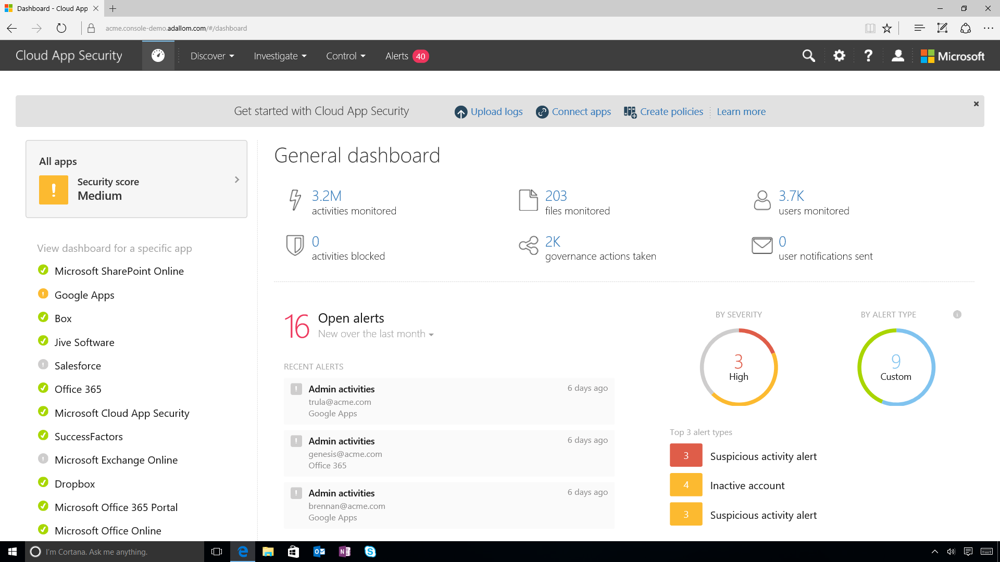 Dashboard - Cloud App
acme.console-demo.adallom.com/#/dashboard
Cloud App Security
Discover
Investigate
Control
Alerts 40
?
Microsoft
Get started with Cloud App Security
Upload logs
Connect apps
Create policies
Learn more
All apps
Security score
Medium
View dashboard for a specific app
Microsoft SharePoint Online
Google Apps
Box
Jive Software
Salesforce
Office 365
Microsoft Cloud App Security
SuccessFactors
Microsoft Exchange Online
Dropbox
Microsoft Office 365 Portal
Microsoft Office Online
General dashboard
3.2M
activities monitored
203
files monitored
3.7K
users monitored
0
activities blocked
2K
governance actions taken
0
user notifications sent
16
Open alerts
New over the last month
RECENT ALERTS
Admin activities
6 days ago
trula@acme.com
Google Apps
Admin activities
6 days ago
genesis@acme.com
Office 365
Admin activities
6 days ago
brennan@acme.com
Google Apps
BY SEVERITY
3
High
BY ALERT TYPE
9
Custom
Top 3 alert types
3 Suspicious activity alert
4 Inactive account
3 Suspicious activity alert
I'm Cortana. Ask me anything.